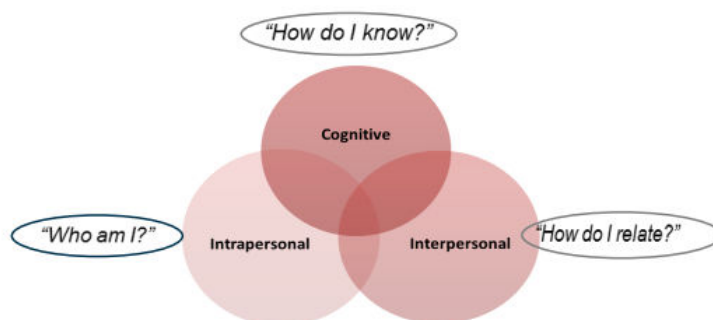 “How do I know?”
Cognitive
“Who am I?”
Intrapersonal
Interpersonal
“How do I relate?”